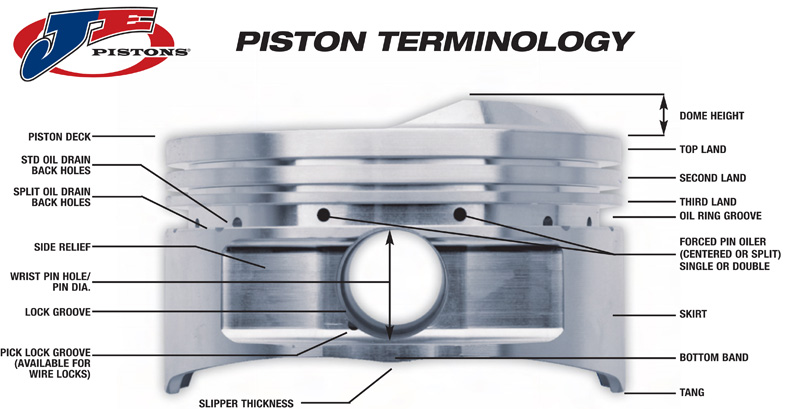 JE
PISTONS®
PISTON TERMINOLOGY
PISTON DECK
STD OIL DRAIN
BACK HOLES
SPLIT OIL DRAIN
BACK HOLES
SIDE RELIEF
WRIST PIN HOLE/
PIN DIA.
LOCK GROOVE
PICK LOCK GROOVE
(AVAILABLE FOR
WIRE LOCKS)
SLIPPER THICKNESS
DOME HEIGHT
TOP LAND
SECOND LAND
THIRD LAND
OIL RING GROOVE
FORCED PIN OILER
(CENTERED OR SPLIT)
SINGLE OR DOUBLE
SKIRT
BOTTOM BAND
TANG